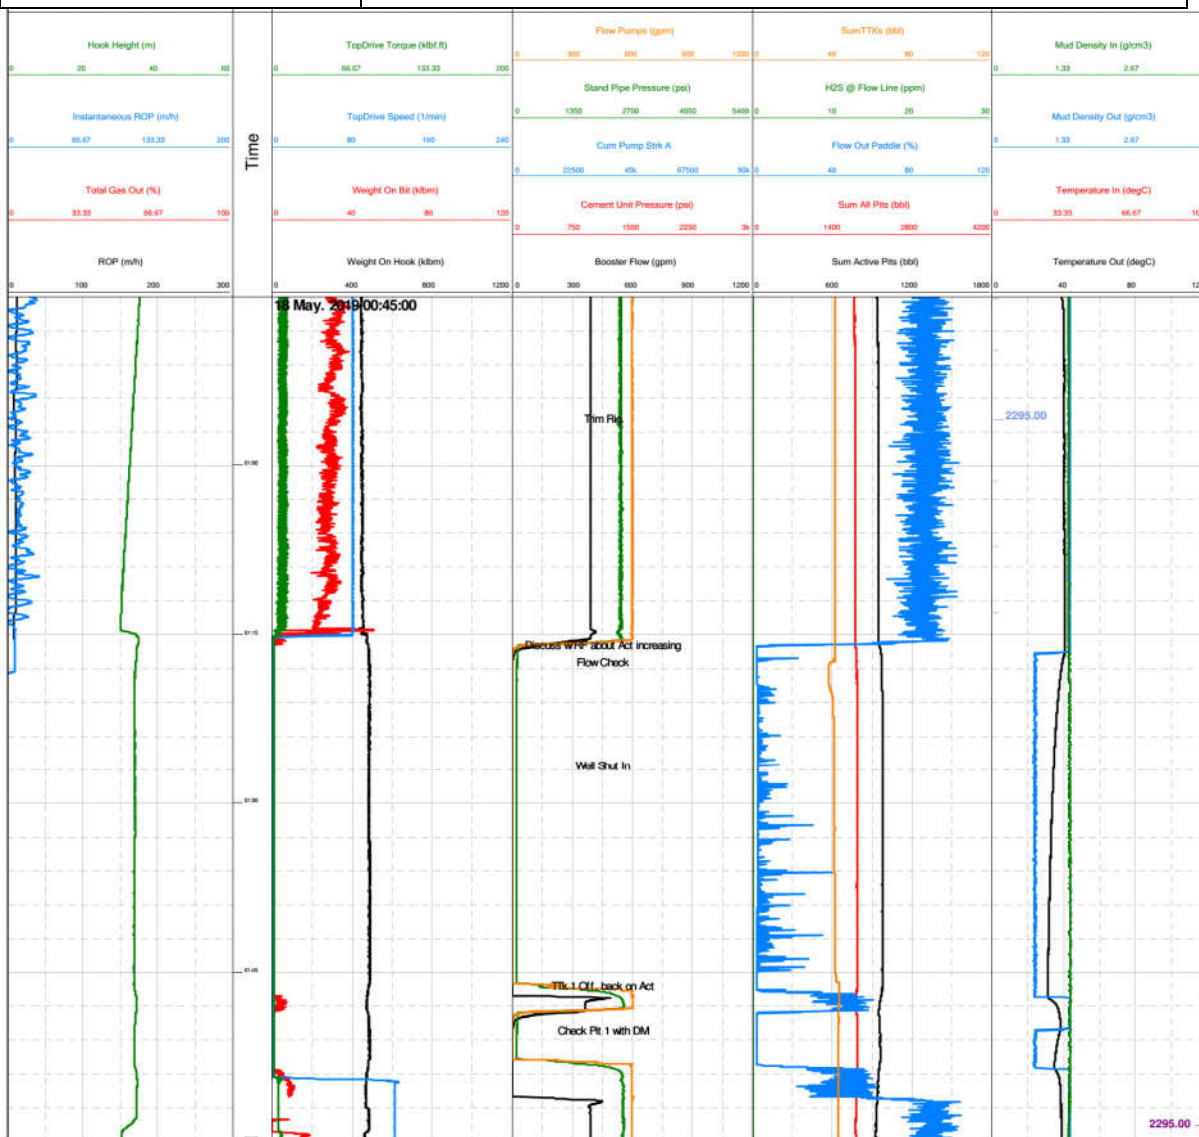 Hook Height (m)
0 20 40 60
Instantaneous ROP (m/h)
0 66.67 133.33 200
Total Gas Out (%)
0 33.33 66.67 100
ROP (m/h)
0 100 200 300
Time
TopDrive Torque (klbf.ft)
0 66.67 133.33 200
TopDrive Speed (1/min)
0 80 160 240
Weight On Bit (klbm)
0 40 80 120
Weight On Hook (klbm)
0 400 800 1200
Flow Pumps (gpm)
0 300 600 900 1200
Stand Pipe Pressure (psi)
0 1350 2700 4050 5400
Cum Pump Strk A
0 22500 45k 67500 90k
Cement Unit Pressure (psi)
0 750 1500 2250 3k
Booster Flow (gpm)
0 300 600 900 1200
SumTTKs (bbl)
0 40 80 120
H2S @ Flow Line (ppm)
0 10 20 30
Flow Out Paddle (%)
0 40 80 120
Sum All Pits (bbl)
0 1400 2800 4200
Sum Active Pits (bbl)
0 600 1200 1800
Mud Density In (g/cm3)
0 1.33 2.67
Mud Density Out (g/cm3)
0 1.33 2.67
Temperature In (degC)
0 33.33 66.67 10
Temperature Out (degC)
0 40 80 12
18 May. 2019 00:45:00
2295.00
Trim Rig.
01:00
01:15
Discuss WRF about Act increasing
Flow Check
Well Shut In
01:30
01:45
TTk 1 Off, back on Act
Check Pit 1 with DM
2295.00